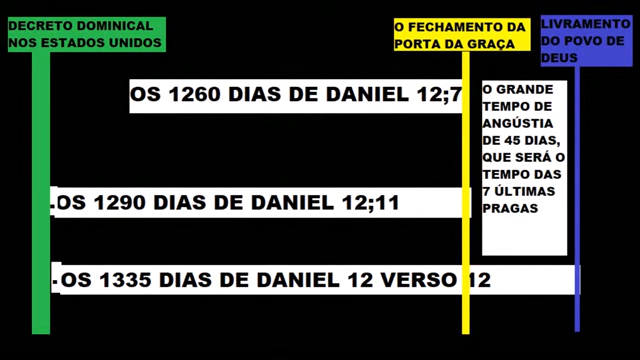 DECRETO DOMINICAL
NOS ESTADOS UNIDOS
O FECHAMENTO DA
PORTA DA GRAÇA
LIVRAMENTO
DO POVO DE
DEUS
OS 1260 DIAS DE DANIEL 12;7
O GRANDE
TEMPO DE
ANGÚSTIA
DE 45 DIAS,
QUE SERÁ O
TEMPO DAS
7 ÚLTIMAS
PRAGAS
.OS 1290 DIAS DE DANIEL 12;11
.OS 1335 DIAS DE DANIEL 12 VERSO 12